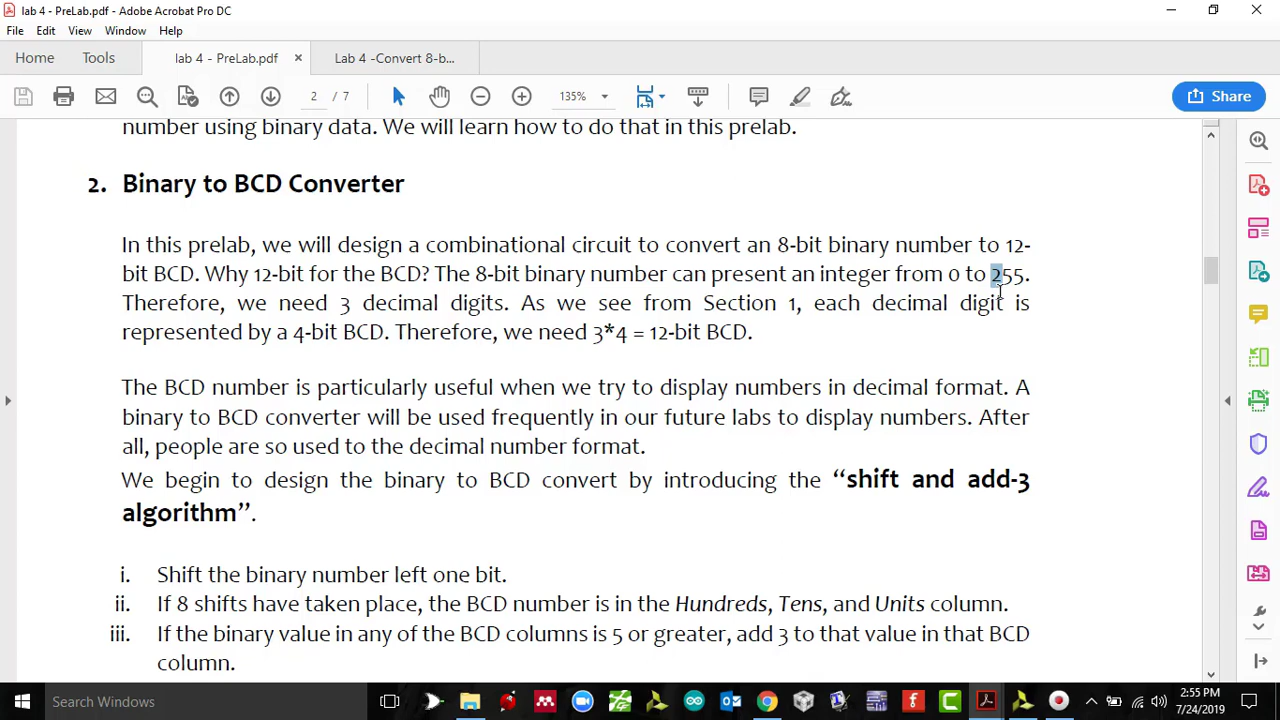 lab 4 - PreLab.pdf - Adobe Acrobat Pro DC
File Edit View Window Help
Home Tools lab 4 - PreLab.pdf × Lab 4 -Convert 8-b...
2 / 7 135% Share
number using binary data. We will learn how to do that in this prelab.
2. Binary to BCD Converter
In this prelab, we will design a combinational circuit to convert an 8-bit binary number to 12-
bit BCD. Why 12-bit for the BCD? The 8-bit binary number can present an integer from 0 to 255.
Therefore, we need 3 decimal digits. As we see from Section 1, each decimal digit is
represented by a 4-bit BCD. Therefore, we need 3*4 = 12-bit BCD.
The BCD number is particularly useful when we try to display numbers in decimal format. A
binary to BCD converter will be used frequently in our future labs to display numbers. After
all, people are so used to the decimal number format.
We begin to design the binary to BCD convert by introducing the “shift and add-3
algorithm”.
i. Shift the binary number left one bit.
ii. If 8 shifts have taken place, the BCD number is in the Hundreds, Tens, and Units column.
iii. If the binary value in any of the BCD columns is 5 or greater, add 3 to that value in that BCD
column.
Search Windows
2:55 PM
7/24/2019